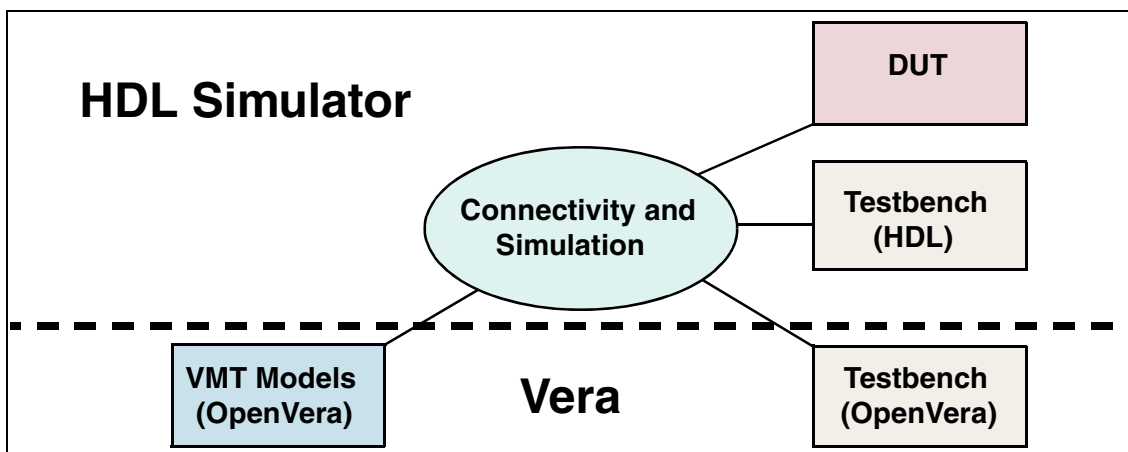 DUT
HDL Simulator
Connectivity and
Simulation
Testbench
(HDL)
VMT Models
(OpenVera)
Vera
Testbench
(OpenVera)